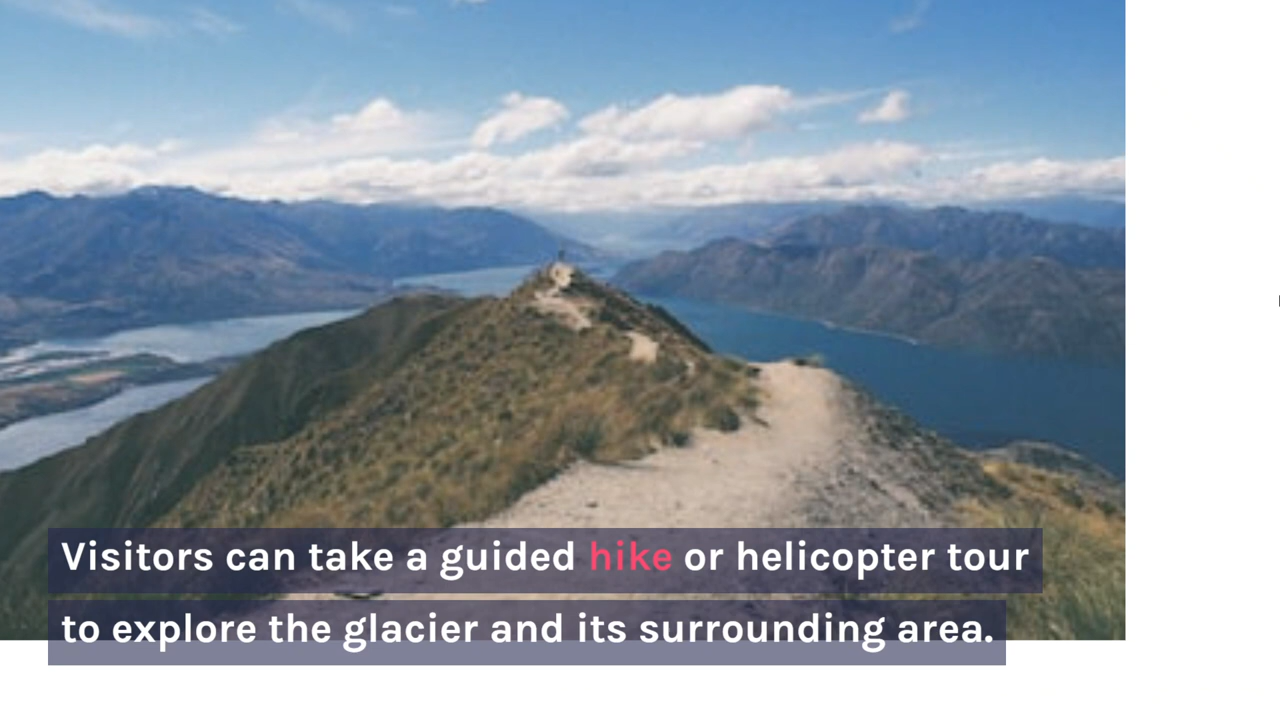 Visitors can take a guided hike or helicopter tour
to explore the glacier and its surrounding area.